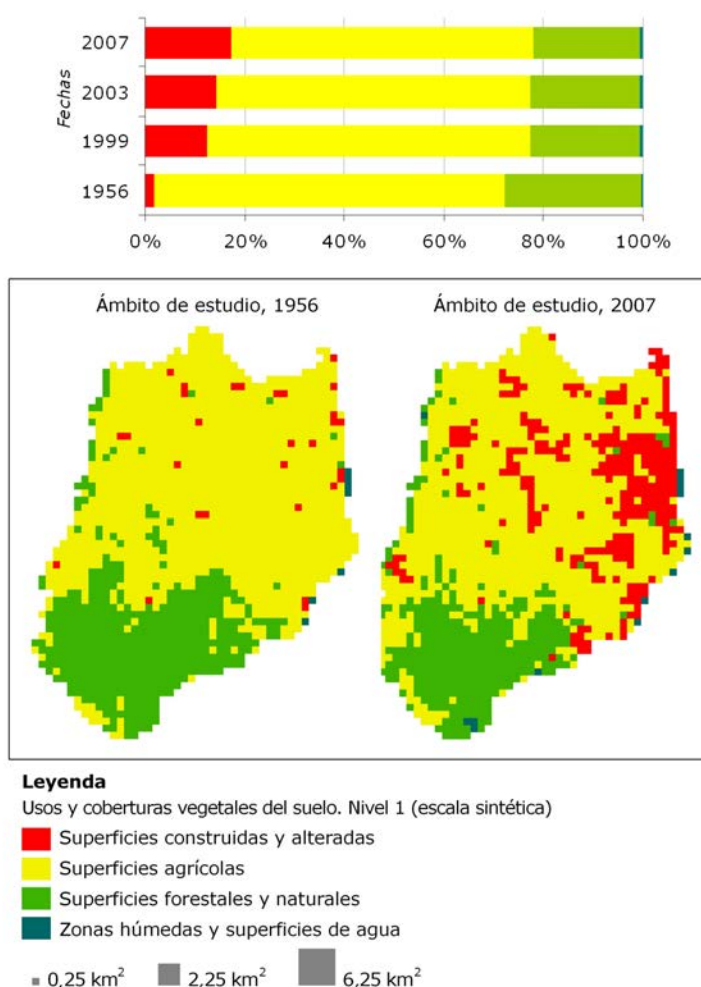 Fechas
2007
2003
1999
1956
0% 20% 40% 60% 80% 100%
Ámbito de estudio, 1956 Ámbito de estudio, 2007
Leyenda
Usos y coberturas vegetales del suelo. Nivel 1 (escala sintética)
Superficies construidas y alteradas
Superficies agrícolas
Superficies forestales y naturales
Zonas húmedas y superficies de agua
0,25 km² 2,25 km² 6,25 km²